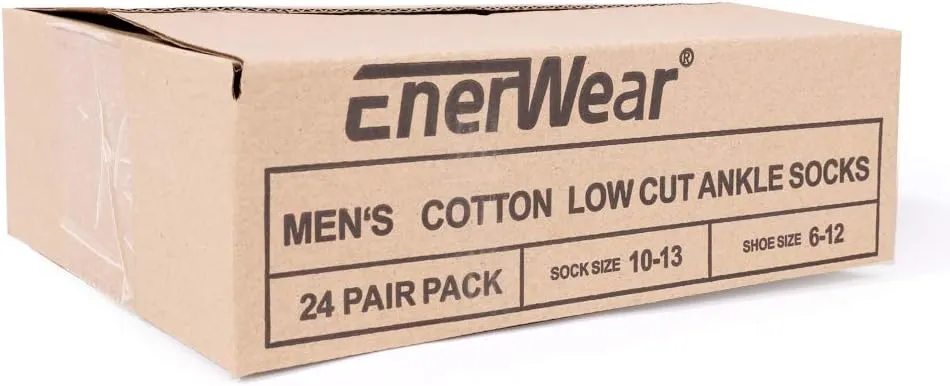 EnerWear®
MEN'S COTTON LOW CUT ANKLE SOCKS
24 PAIR PACK
SOCK SIZE 10-13
SHOE SIZE 6-12